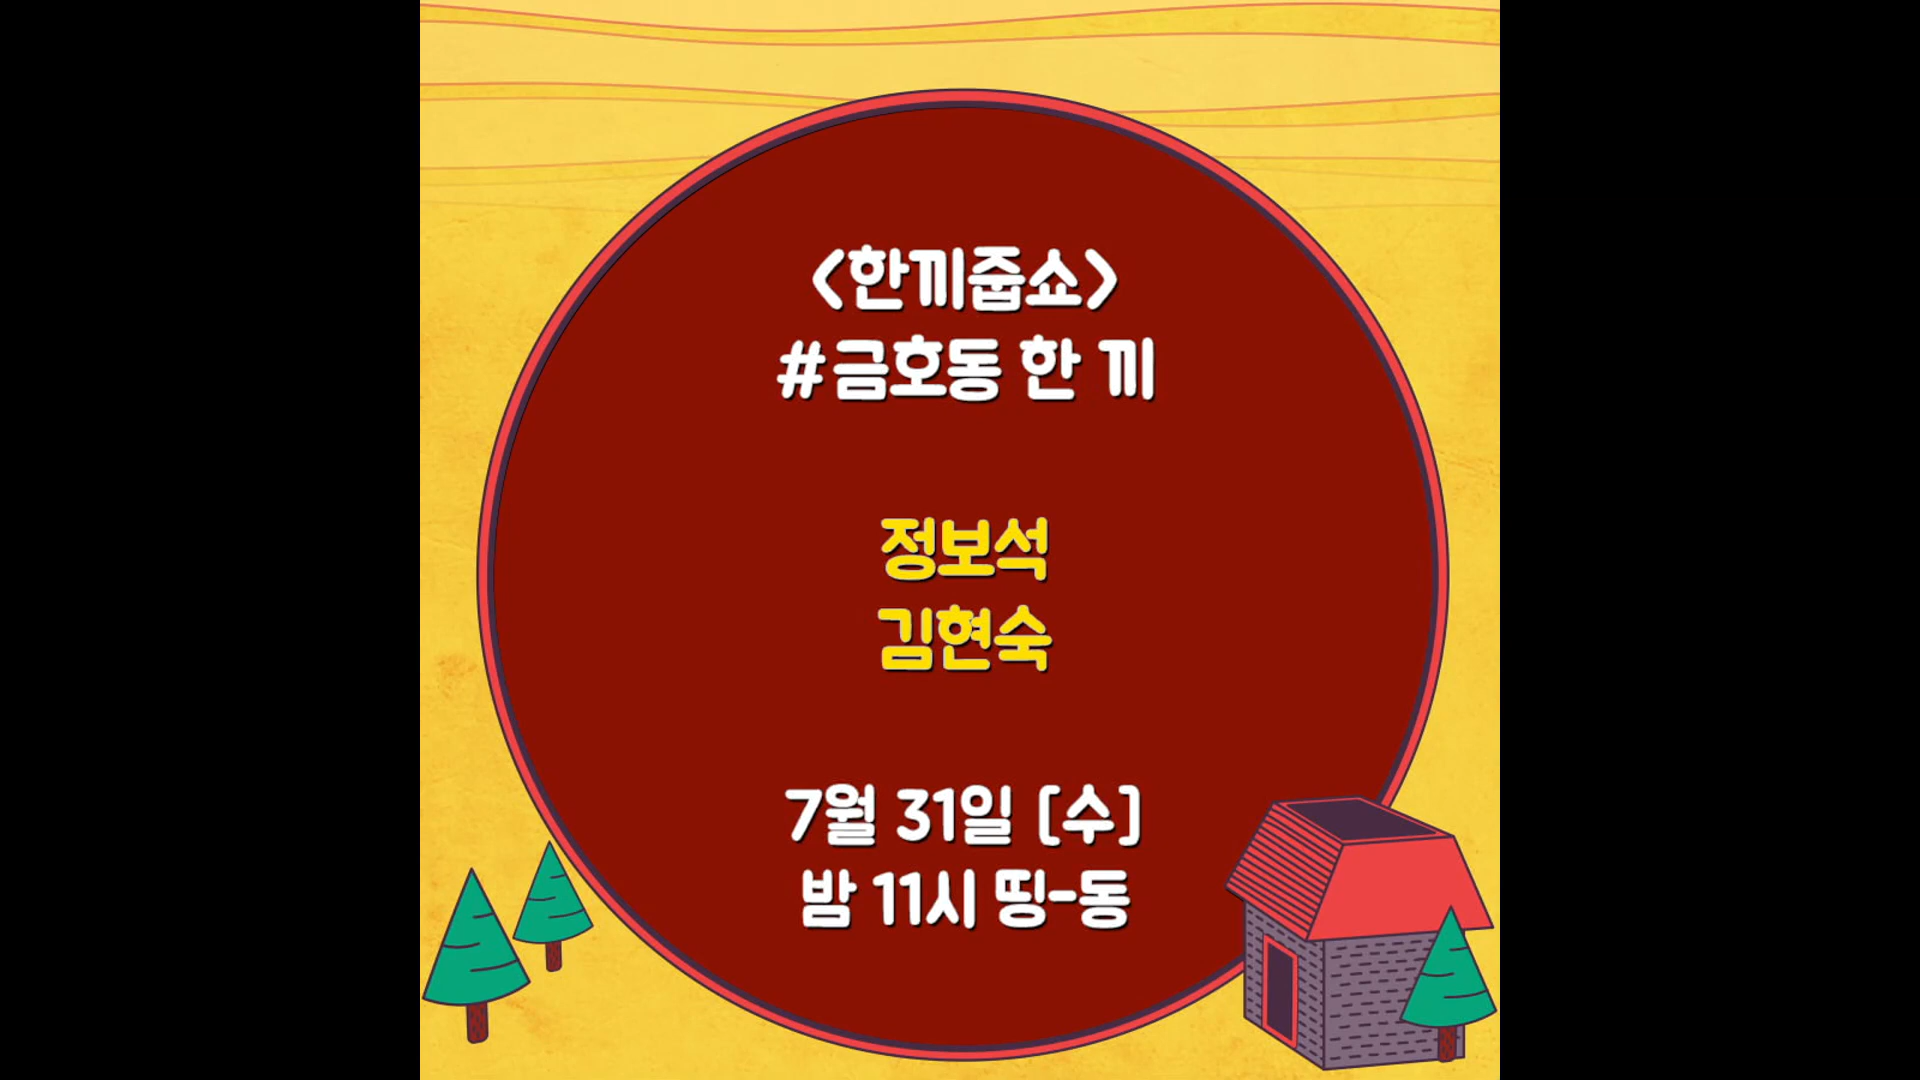 <한끼줍쇼>
#금호동 한 끼
정보석
김현숙
7월 31일 [수]
밤 11시 띵-동